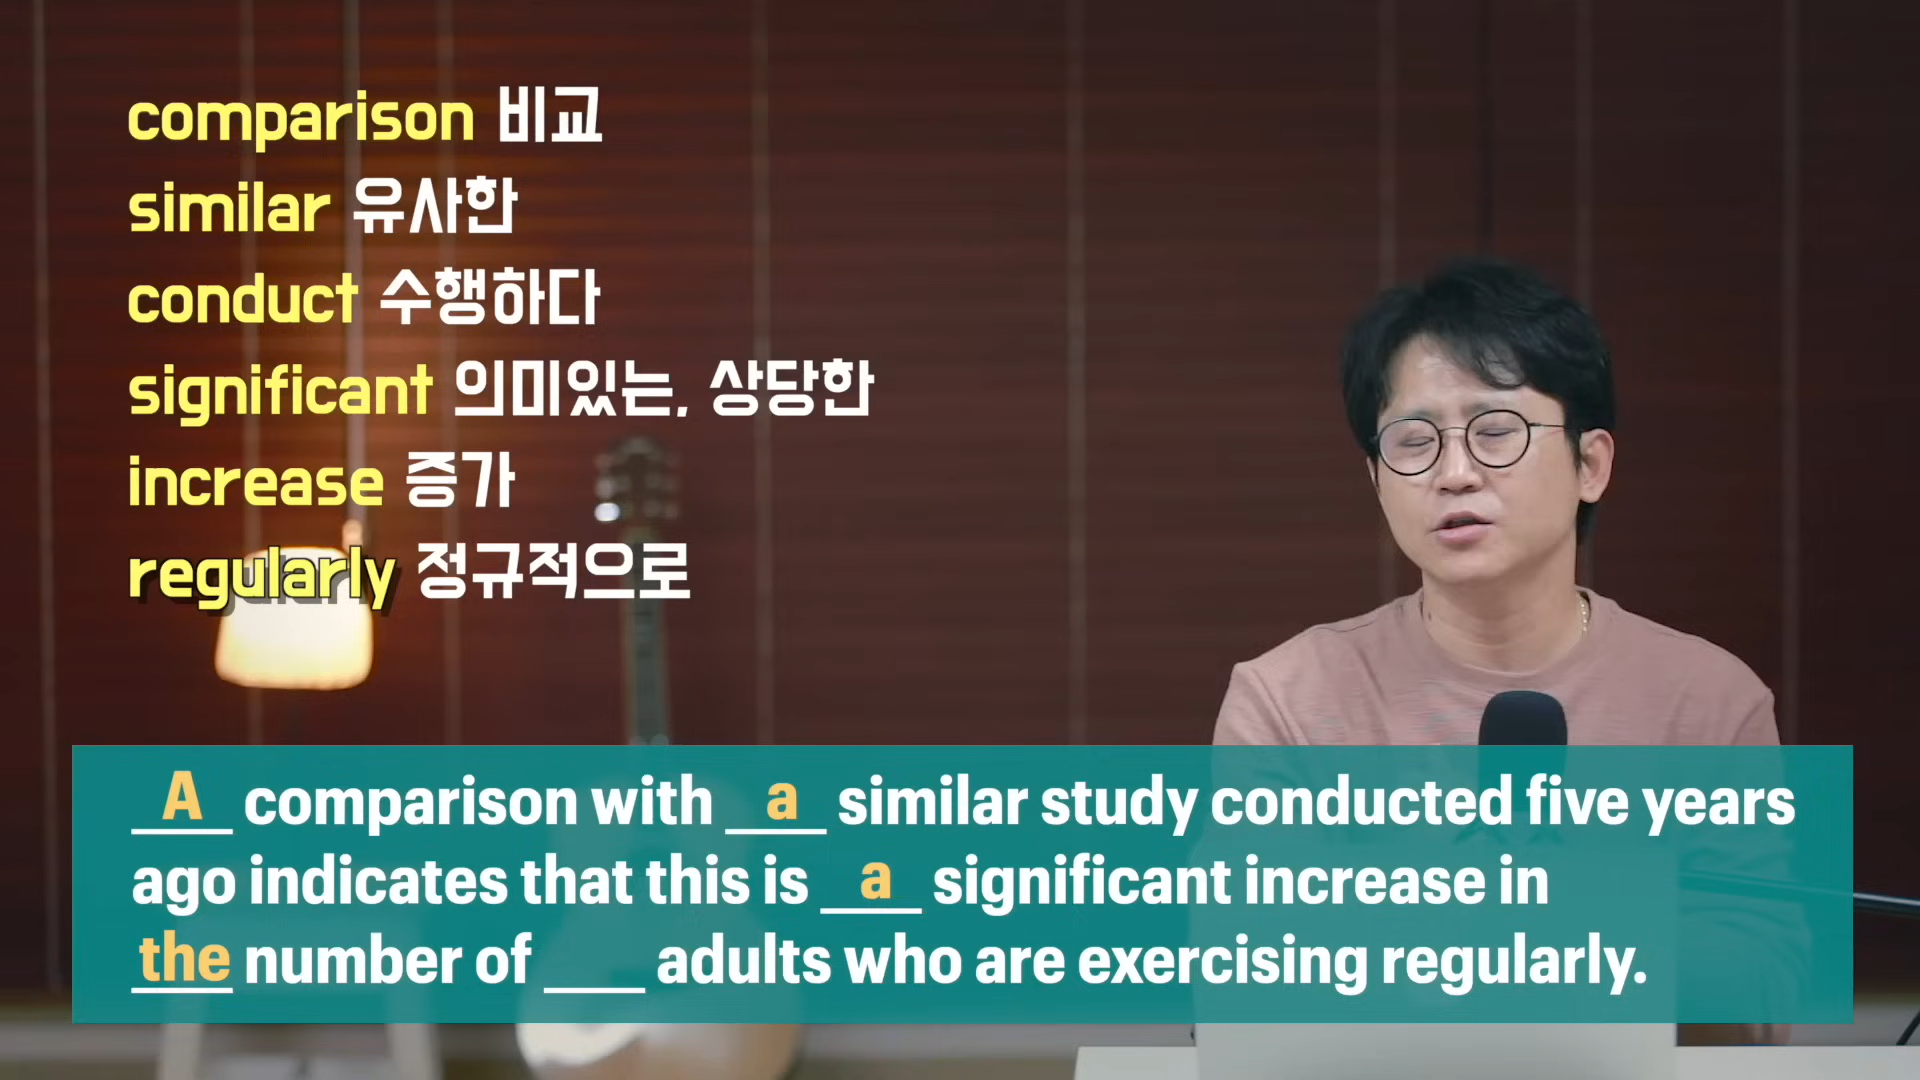 comparison 비교
similar 유사한
conduct 수행하다
significant 의미있는, 상당한
increase 증가
regularly 정규적으로
A comparison with a similar study conducted five years
ago indicates that this is a significant increase in
the number of ___ adults who are exercising regularly.